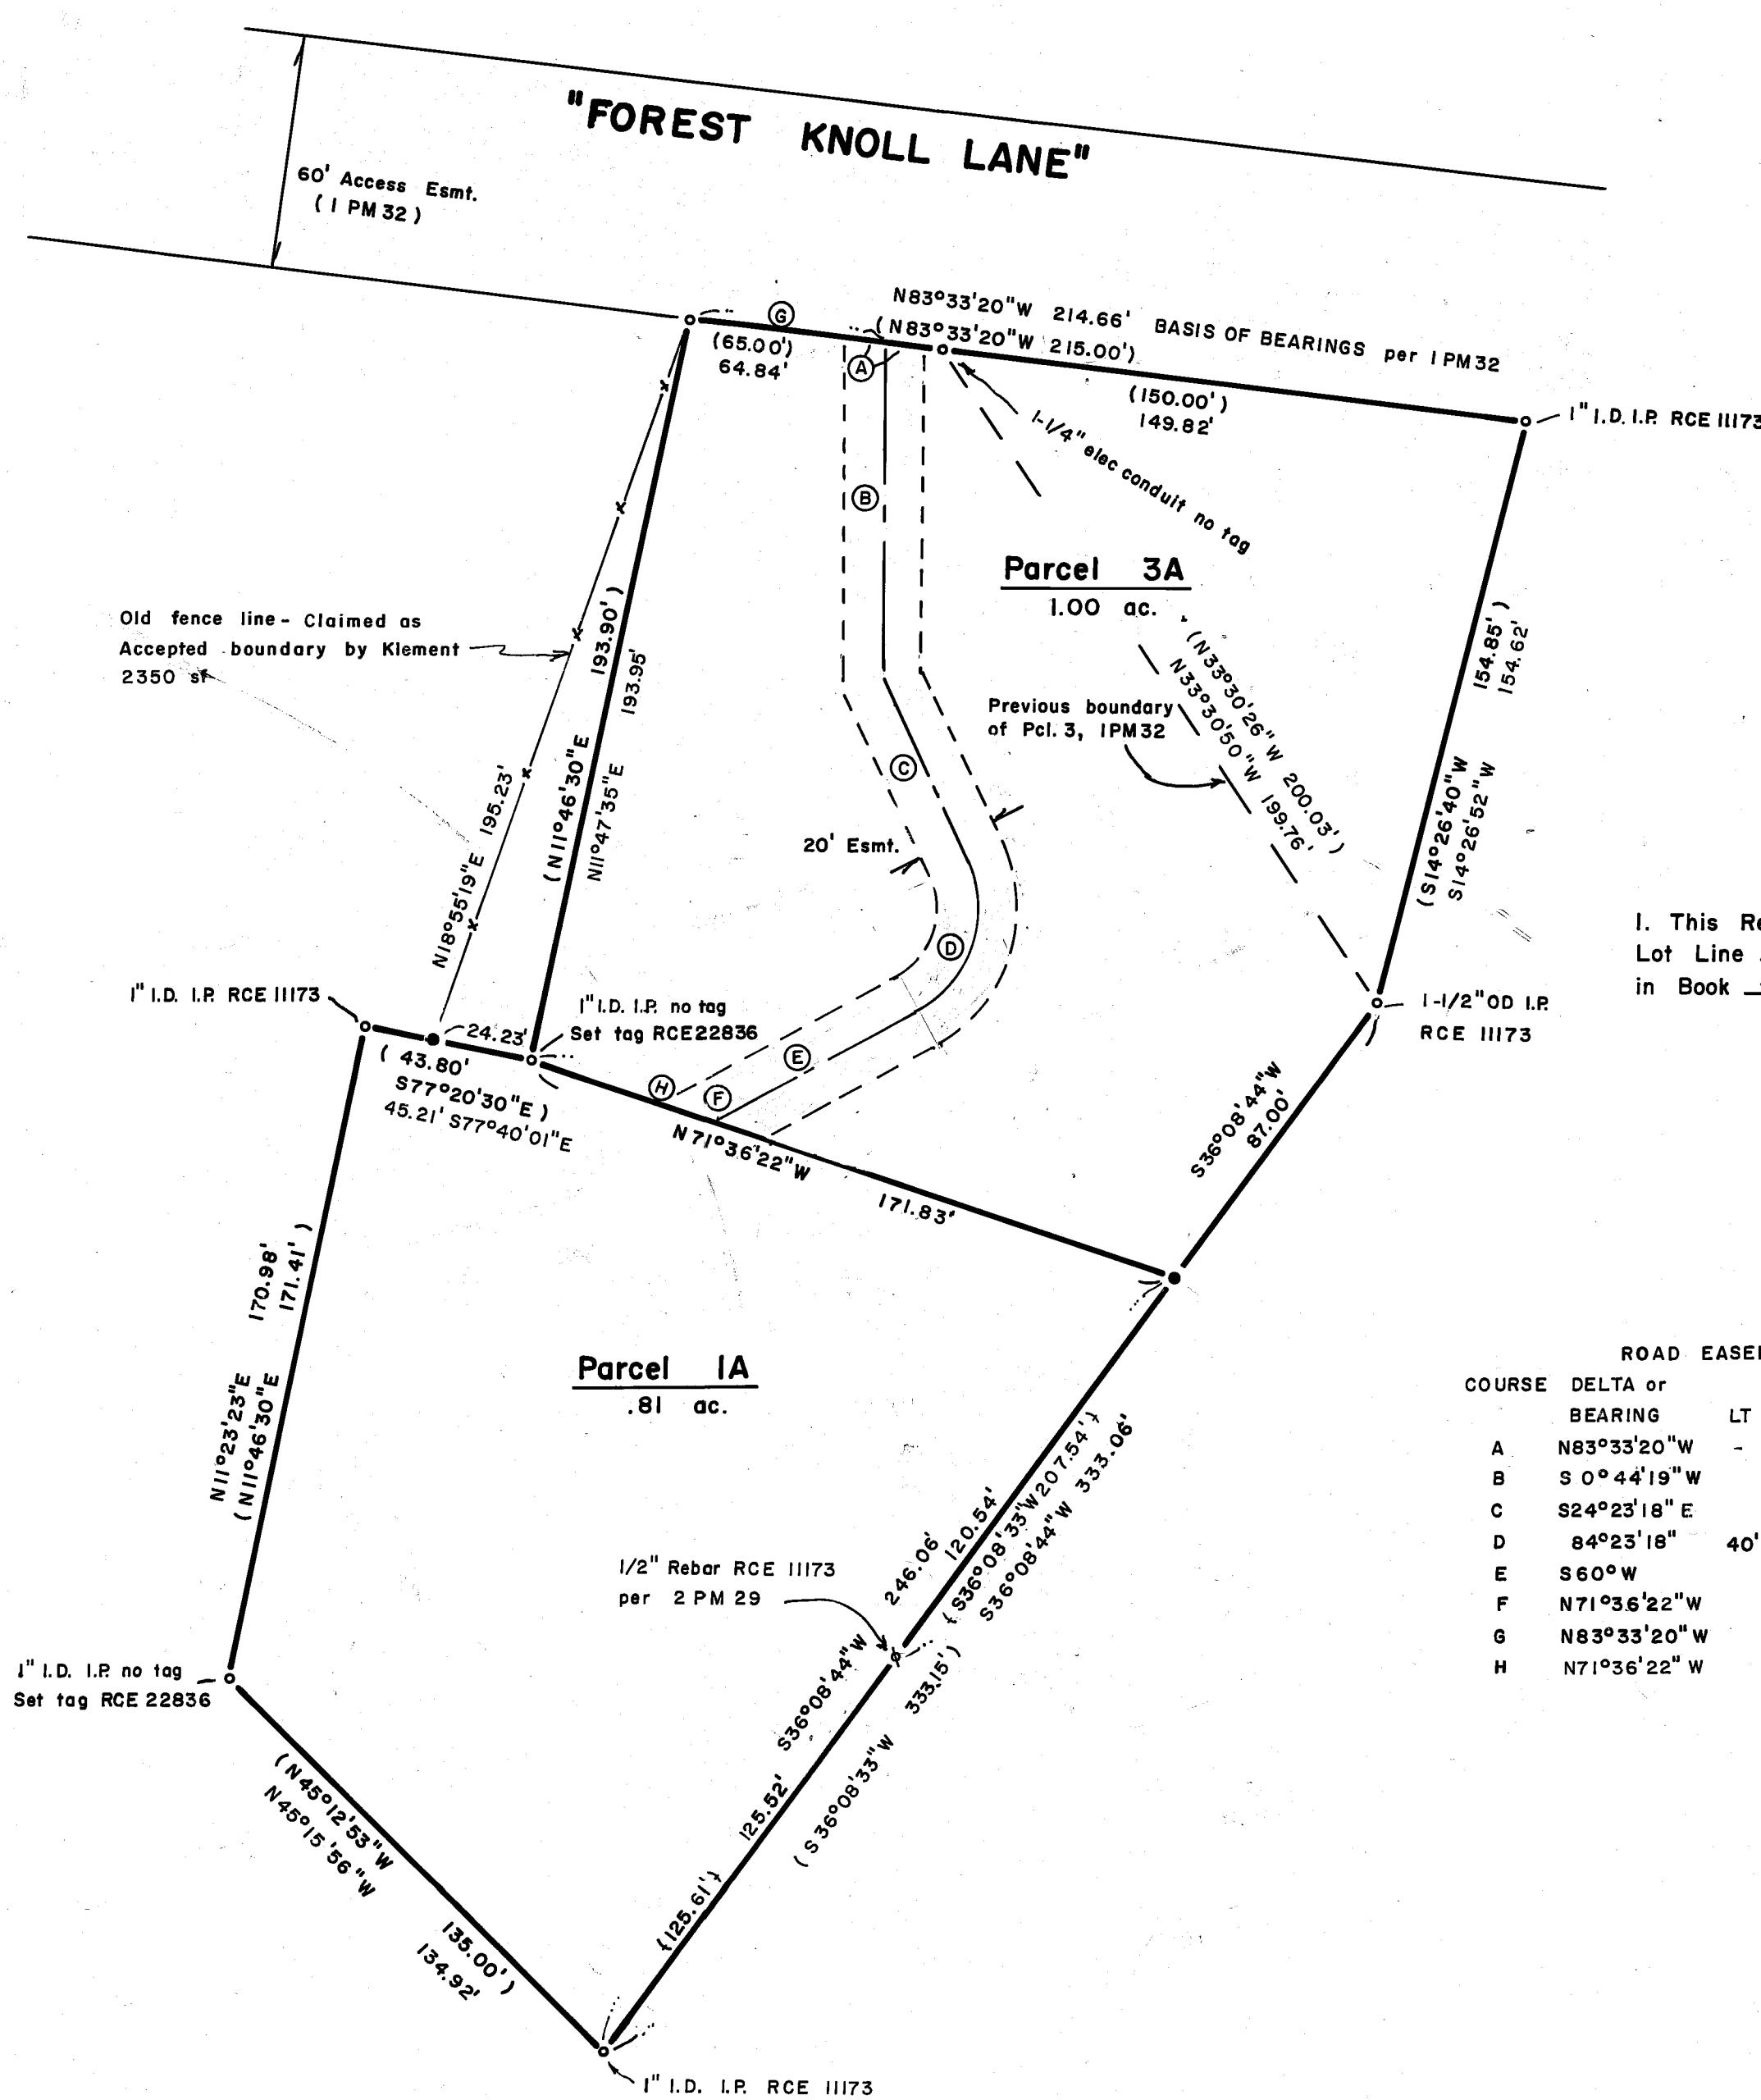 "FOREST KNOLL LANE"
60' Access Esmt.
( 1 PM 32 )
G
N83°33'20"W 214.66' BASIS OF BEARINGS per 1 PM 32
(N83°33'20"W 215.00')
(65.00')
64.84'
A
(150.00')
149.82'
1" I.D. I.P. RCE 11173
1-1/4" elec conduit no tag
B
Parcel 3A
1.00 ac.
Old fence line - Claimed as
Accepted boundary by Klement
2350 sf
(N11°46'30"E 193.90')
N11°47'35"E 193.95'
N18°55'19"E 195.23'
(N33°30'26"W 200.03')
N33°30'50"W 199.76'
Previous boundary
of Pcl. 3, 1PM32
154.85')
154.62'
(S14°26'40"W
S14°26'52"W
C
20' Esmt.
D
1. This Re
Lot Line
in Book
1" I.D. I.P. RCE 11173
24.23'
1" I.D. I.P. no tag
Set tag RCE22836
1-1/2" OD I.P.
RCE 11173
( 43.80'
S77°20'30"E )
45.21' S77°40'01"E
E
H
F
N71°36'22"W
171.83'
S36°08'44"W
87.00'
170.98'
171.41' )
N11°23'23"E
(N11°46'30"E
Parcel 1A
.81 ac.
ROAD EASE
COURSE DELTA or
BEARING LT
A N83°33'20"W -
B S 0°44'19"W
C S24°23'18"E
D 84°23'18" 40'
E S60°W
F N71°36'22"W
G N83°33'20"W
H N71°36'22"W
246.06' 120.54'
(S36°08'33"W 207.54')
S36°08'44"W 333.06'
1/2" Rebar RCE 11173
per 2 PM 29
S36°08'44"W
125.52'
(S36°08'33"W 333.15')
(125.61')
1" I.D. I.P. no tag
Set tag RCE 22836
(N45°12'53"W
N45°15'56"W
135.00')
134.92'
1" I.D. I.P. RCE 11173